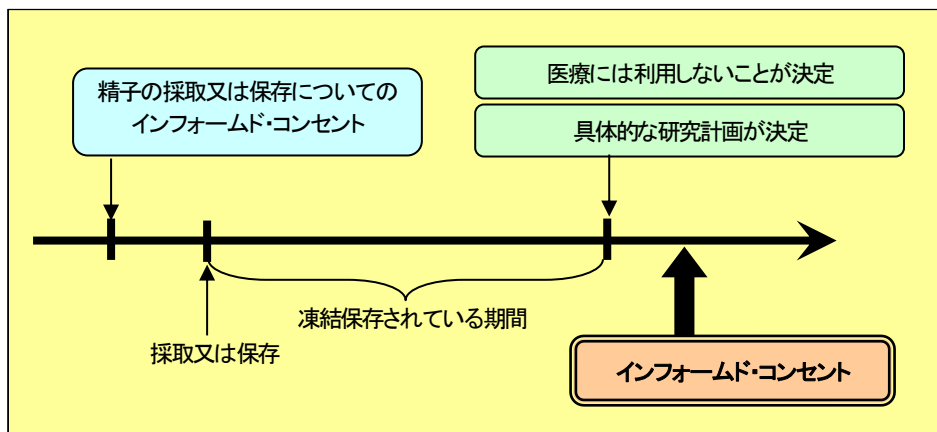 精子の採取又は保存についての
インフォームド・コンセント
医療には利用しないことが決定
具体的な研究計画が決定
凍結保存されている期間
採取又は保存
インフォームド・コンセント